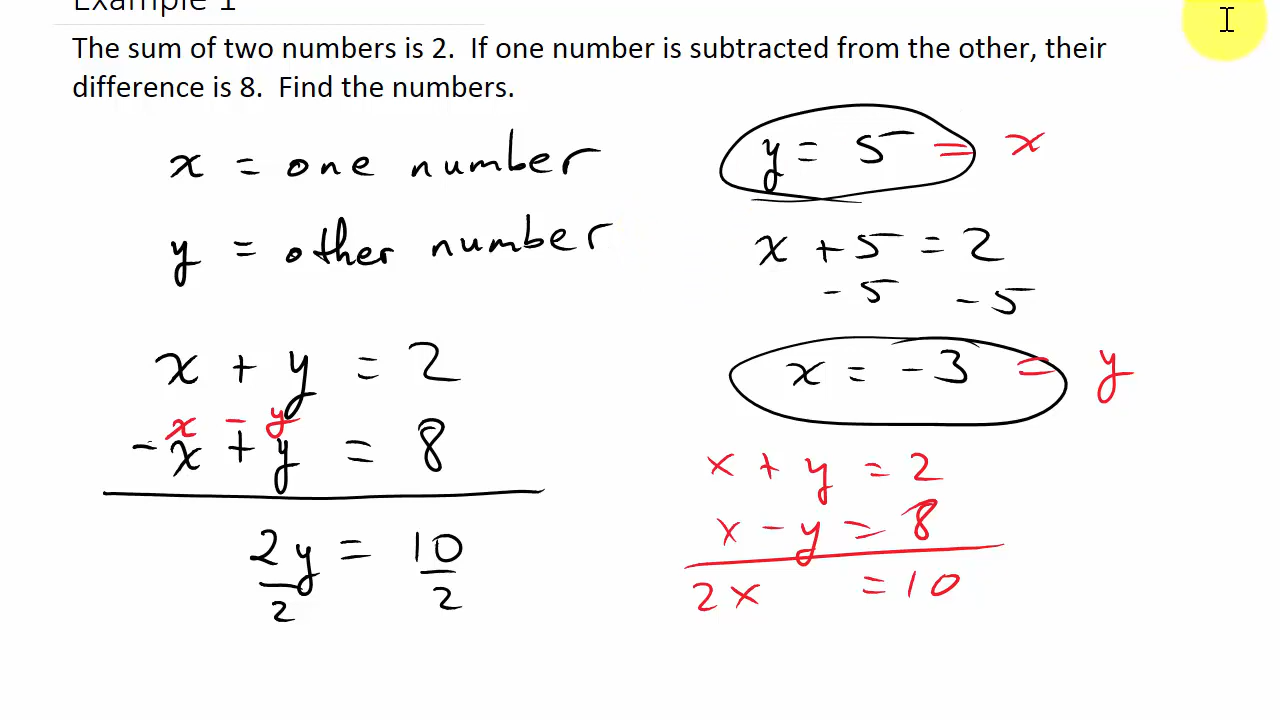 Example 1
The sum of two numbers is 2.  If one number is subtracted from the other, their
difference is 8.  Find the numbers.
x = one number
y = other number
x + y = 2
x - y
-x + y = 8
2y = 10
2 2
y = 5 = x
x + 5 = 2
-5 -5
x = -3 = y
x + y = 2
x - y = 8
2x = 10